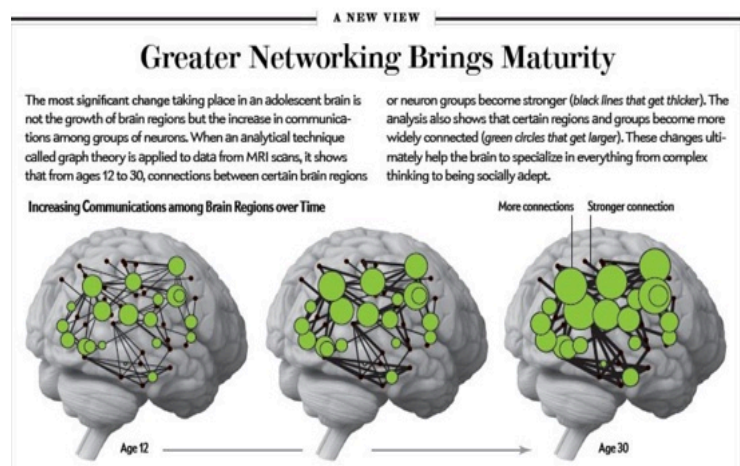 A NEW VIEW
Greater Networking Brings Maturity
The most significant change taking place in an adolescent brain is
not the growth of brain regions but the increase in communica-
tions among groups of neurons. When an analytical technique
called graph theory is applied to data from MRI scans, it shows
that from ages 12 to 30, connections between certain brain regions
or neuron groups become stronger (black lines that get thicker). The
analysis also shows that certain regions and groups become more
widely connected (green circles that get larger). These changes ulti-
mately help the brain to specialize in everything from complex
thinking to being socially adept.
Increasing Communications among Brain Regions over Time
More connections
Stronger connection
Age 12
Age 30